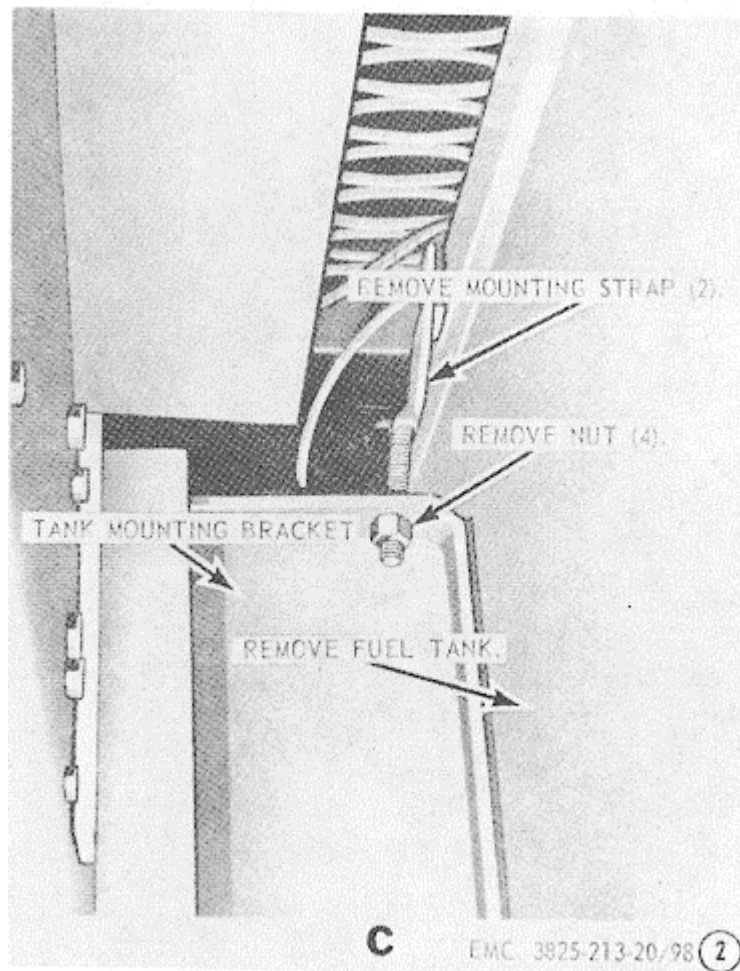 REMOVE MOUNTING STRAP (2).
REMOVE NUT (4).
TANK MOUNTING BRACKET
REMOVE FUEL TANK.
C
EMC 3825-213-20/98 2